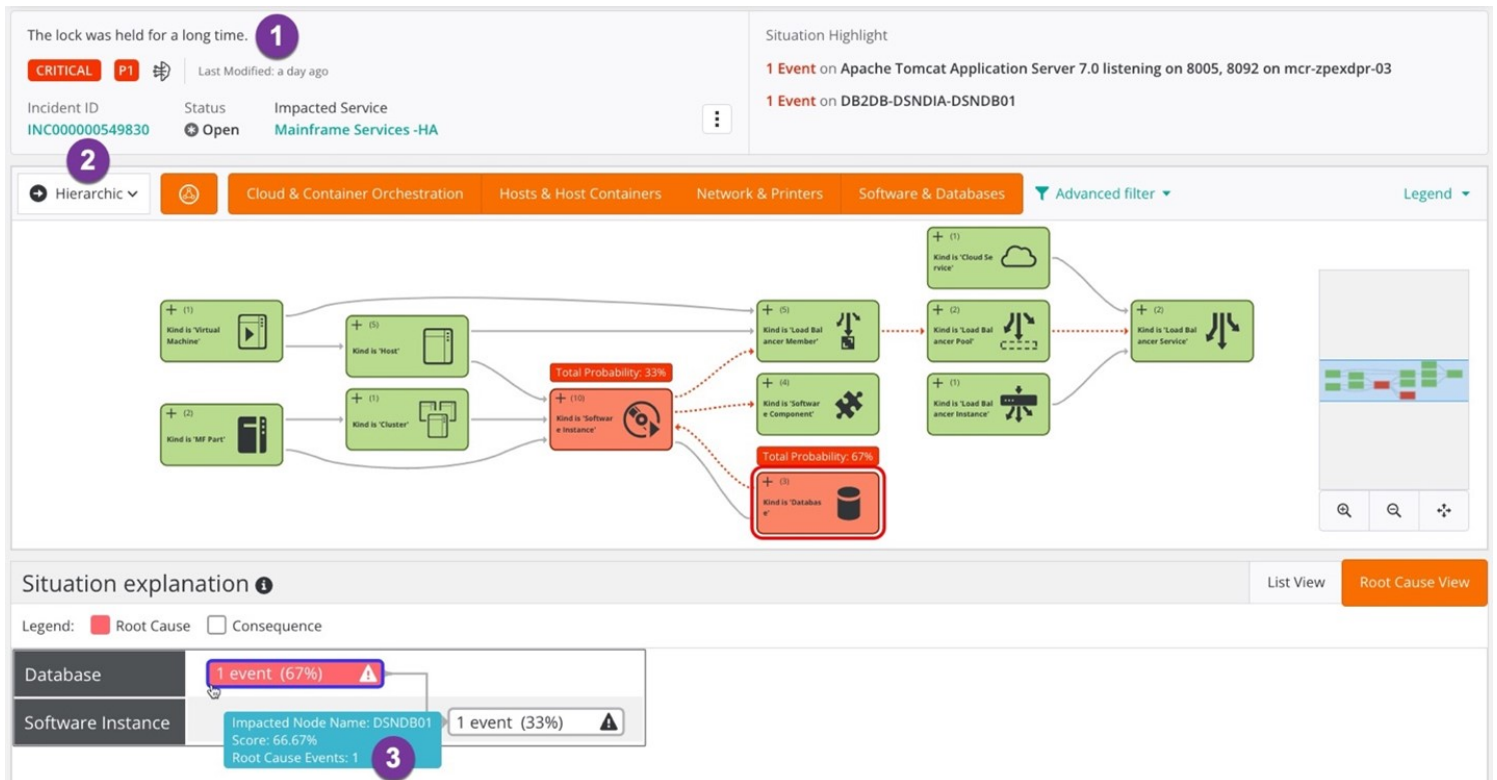 The lock was held for a long time.
1
CRITICAL P1 Last Modified: a day ago
Incident ID Status Impacted Service
INC000000549830 Open Mainframe Services -HA
Situation Highlight
1 Event on Apache Tomcat Application Server 7.0 listening on 8005, 8092 on mcr-zpexdpr-03
1 Event on DB2DB-DSNDIA-DSNDB01
2
Hierarchic Cloud & Container Orchestration Hosts & Host Containers Network & Printers Software & Databases Advanced filter Legend
+ (1)
Kind is 'Virtual
Machine'
+ (2)
Kind is 'MF Part'
+ (5)
Kind is 'Host'
+ (1)
Kind is 'Cluster'
Total Probability: 33%
+ (10)
Kind is 'Softwar
e Instance'
+ (5)
Kind is 'Load Bal
ancer Member'
+ (4)
Kind is 'Softwar
e Component'
Total Probability: 67%
+ (3)
Kind is 'Databas
e'
+ (1)
Kind is 'Cloud Se
rvice'
+ (2)
Kind is 'Load Bal
ancer Pool'
+ (1)
Kind is 'Load Bal
ancer Instance'
+ (2)
Kind is 'Load Bal
ancer Service'
Situation explanation
List View Root Cause View
Legend: Root Cause Consequence
Database 1 event (67%)
Software Instance 1 event (33%)
Impacted Node Name: DSNDB01
Score: 66.67%
Root Cause Events: 1
3